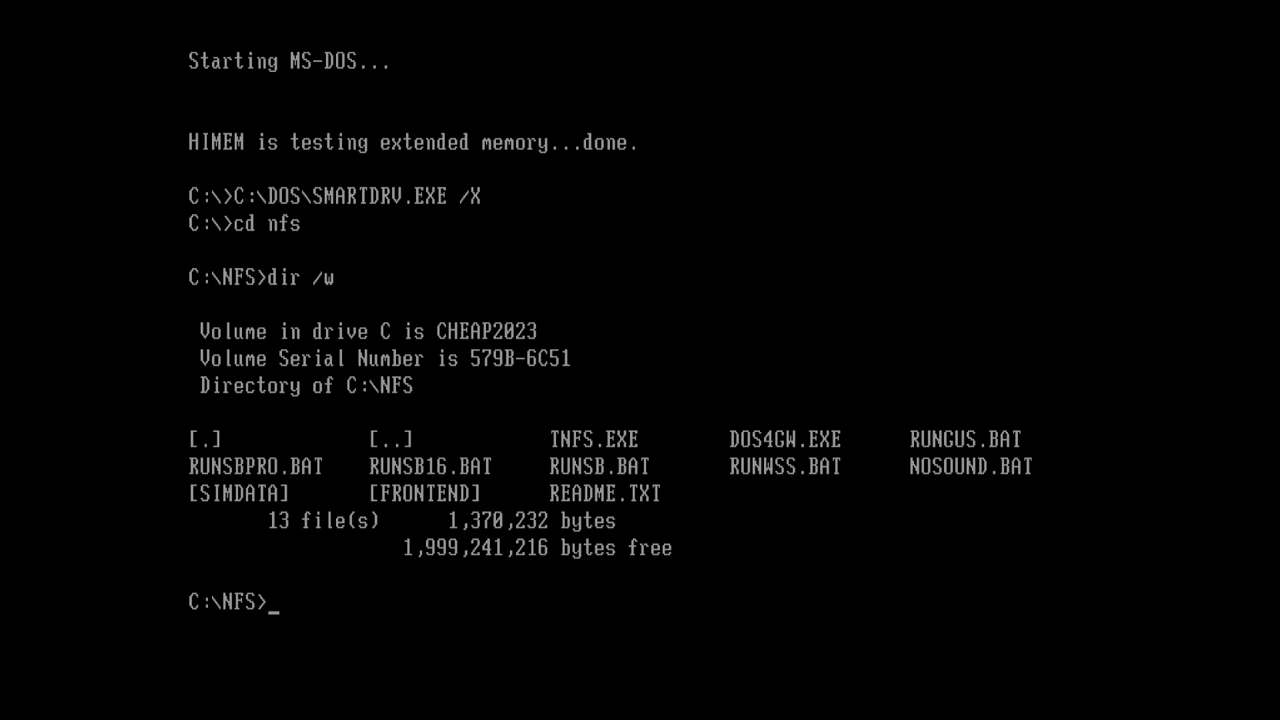 Starting MS-DOS...
HIMEM is testing extended memory...done.
C:\>C:\DOS\SMARTDRV.EXE /X
C:\>cd nfs
C:\NFS>dir /w
Volume in drive C is CHEAP2023
Volume Serial Number is 579B-6C51
Directory of C:\NFS
[.] [..] TNFS.EXE DOS4GW.EXE RUNGUS.BAT
RUNSBPRO.BAT RUNSB16.BAT RUNSB.BAT RUNWSS.BAT NOSOUND.BAT
[SIMDATA] [FRONTEND] README.TXT
13 file(s) 1,370,232 bytes
1,999,241,216 bytes free
C:\NFS>_